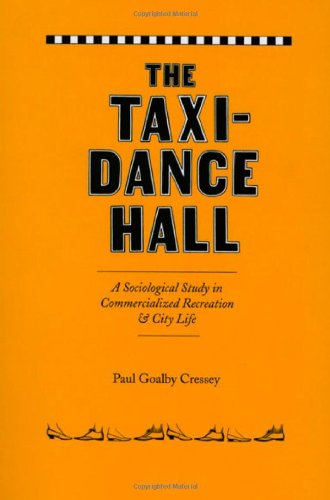 THE
TAXI-
DANCE
HALL
A Sociological Study in
Commercialized Recreation
& City Life
Paul Goalby Cressey